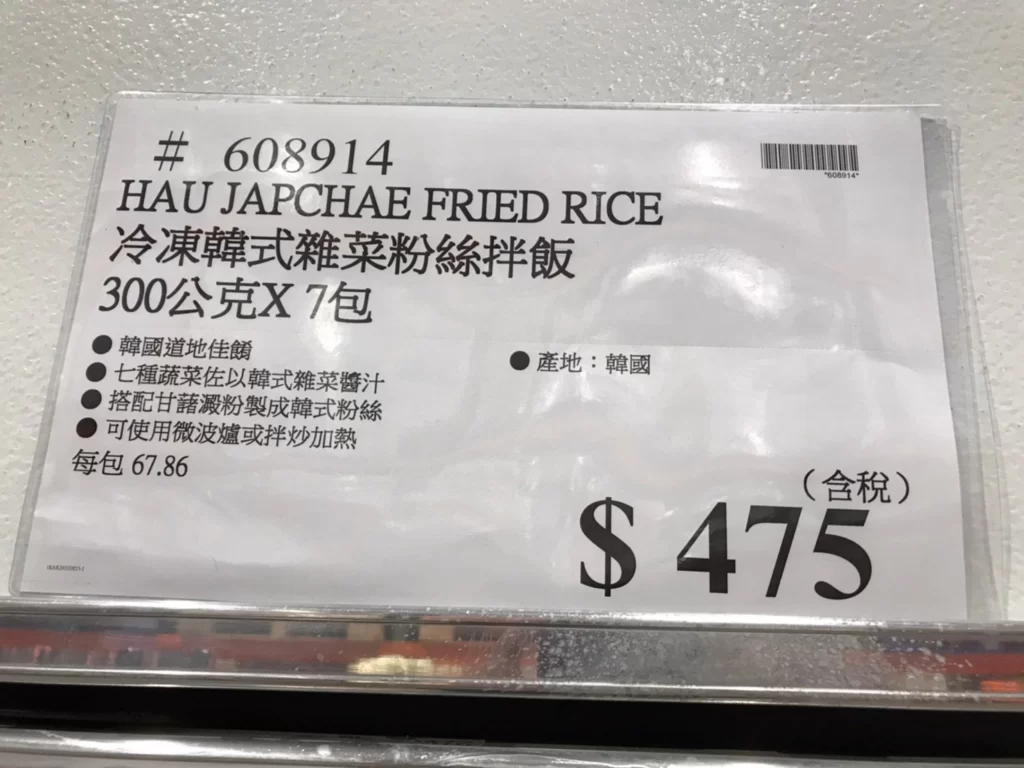 # 608914
*608914*
HAU JAPCHAE FRIED RICE
冷凍韓式雜菜粉絲拌飯
300公克X 7包
● 韓國道地佳餚
● 七種蔬菜佐以韓式雜菜醬汁
● 搭配甘藷澱粉製成韓式粉絲
● 可使用微波爐或拌炒加熱
● 產地：韓國
每包 67.86
（含稅）
$ 475